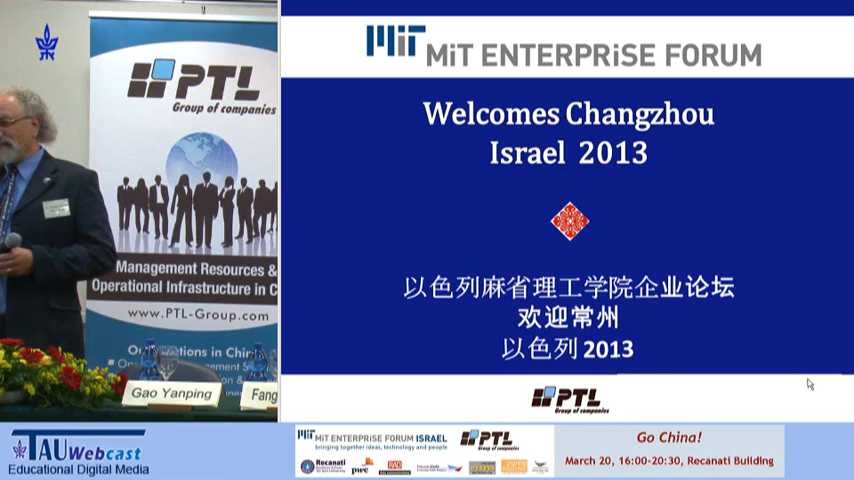 PTL
Group of companies
Management Resources &
Operational Infrastructure in C
www.PTL-Group.com
Operations in Chin
Gao Yanping
Fang
MiT ENTERPRiSE FORUM
Welcomes Changzhou
Israel 2013
以色列麻省理工学院企业论坛
欢迎常州
以色列 2013
PTL
Group of companies
TAU Webcast
Educational Digital Media
MiT ENTERPRISE FORUM ISRAEL
bringing together ideas, technology and people
PTL
Group of companies
Recanati
pwc
Go China!
March 20, 16:00-20:30, Recanati Building